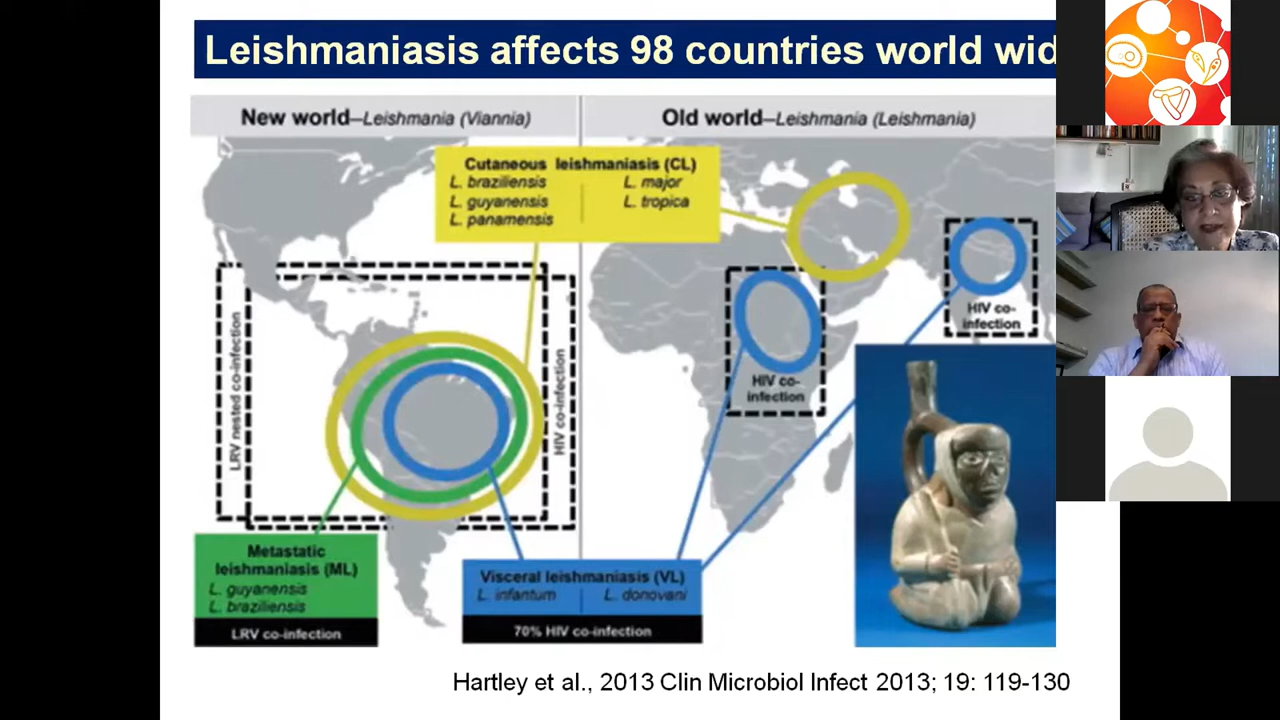 Leishmaniasis affects 98 countries world wid
New world–Leishmania (Viannia)
Old world–Leishmania (Leishmania)
Cutaneous leishmaniasis (CL)
L. braziliensis
L. guyanensis
L. panamensis
L. major
L. tropica
LRV nested co-infection
HIV co-infection
HIV co-
infection
HIV co-
infection
Metastatic
leishmaniasis (ML)
L. guyanensis
L. braziliensis
LRV co-infection
Visceral leishmaniasis (VL)
L. infantum
L. donovani
70% HIV co-infection
Hartley et al., 2013 Clin Microbiol Infect 2013; 19: 119-130